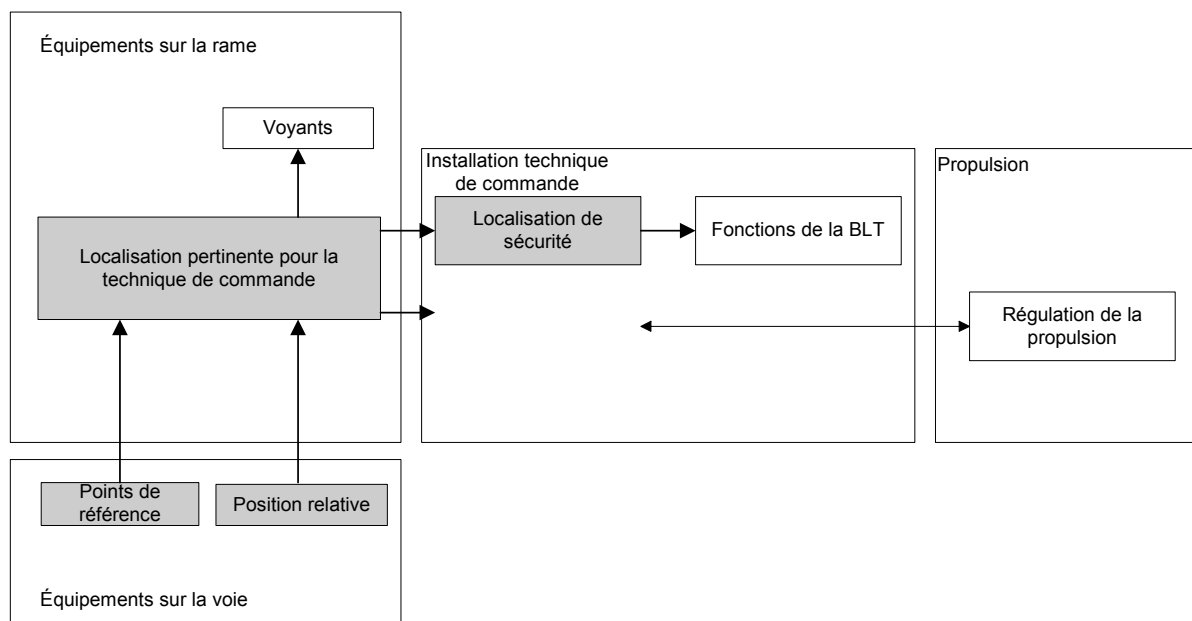 Équipements sur la rame
Voyants
Installation technique
de commande
Propulsion
Localisation de
sécurité
Fonctions de la BLT
Localisation pertinente pour la
technique de commande
Régulation de la
propulsion
Points de
référence
Position relative
Équipements sur la voie